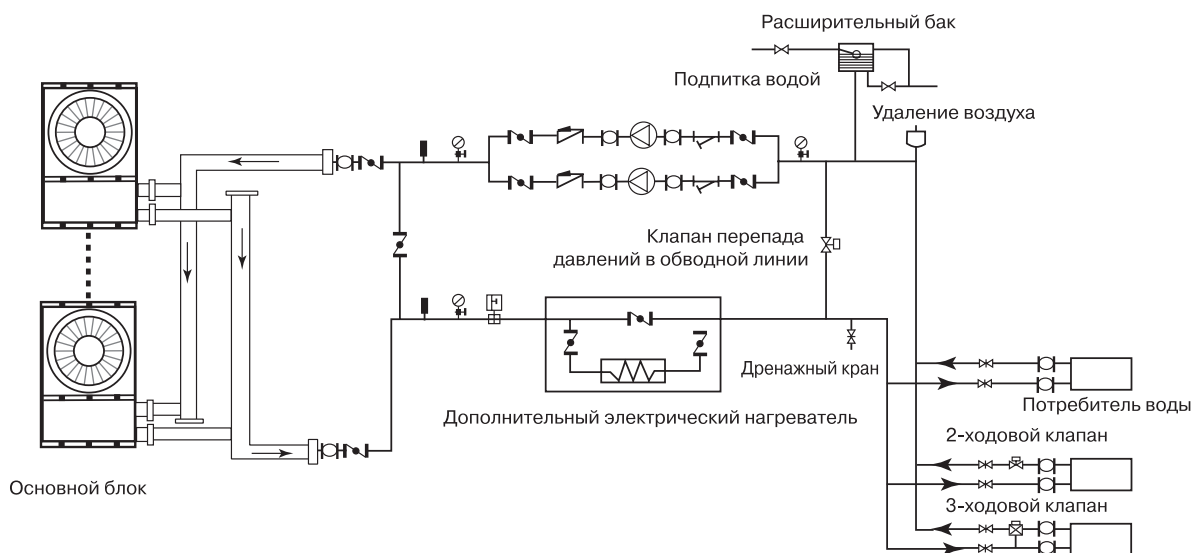 Расширительный бак
Подпитка водой
Удаление воздуха
Клапан перепада
давлений в обводной линии
Дренажный кран
Дополнительный электрический нагреватель
Потребитель воды
2-ходовой клапан
Основной блок
3-ходовой клапан